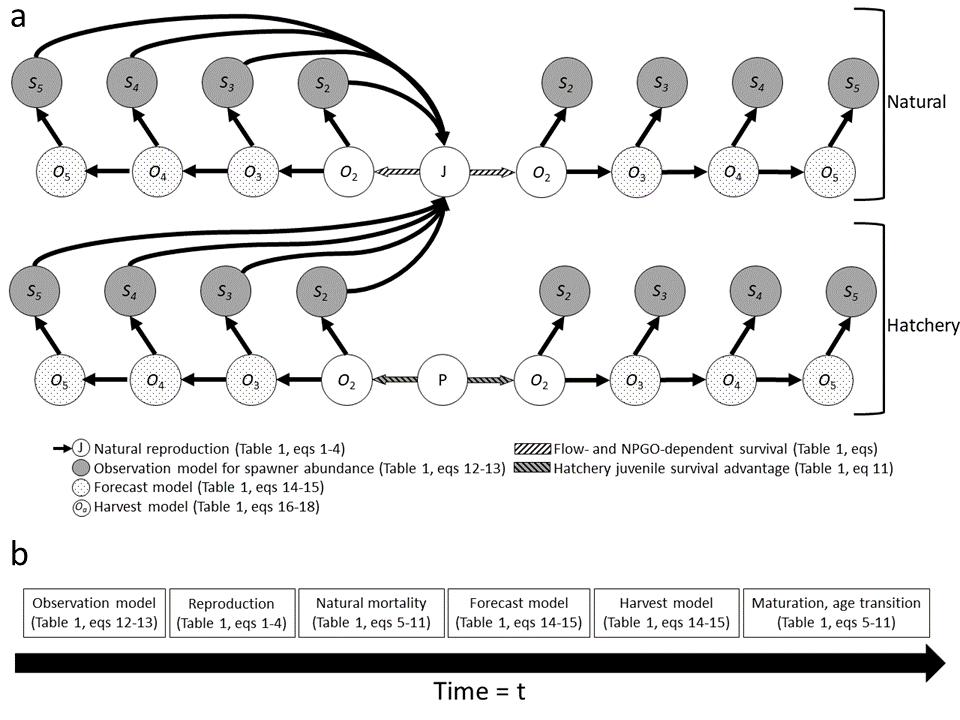 a
S5 S4 S3 S2 S2 S3 S4 S5
Natural
O5 O4 O3 O2 J O2 O3 O4 O5
S5 S4 S3 S2 S2 S3 S4 S5
Hatchery
O5 O4 O3 O2 P O2 O3 O4 O5
J Natural reproduction (Table 1, eqs 1-4)
Observation model for spawner abundance (Table 1, eqs 12-13)
Forecast model (Table 1, eqs 14-15)
Oa Harvest model (Table 1, eqs 16-18)
Flow- and NPGO-dependent survival (Table 1, eqs)
Hatchery juvenile survival advantage (Table 1, eq 11)
b
Observation model
(Table 1, eqs 12-13)
Reproduction
(Table 1, eqs 1-4)
Natural mortality
(Table 1, eqs 5-11)
Forecast model
(Table 1, eqs 14-15)
Harvest model
(Table 1, eqs 14-15)
Maturation, age transition
(Table 1, eqs 5-11)
Time = t